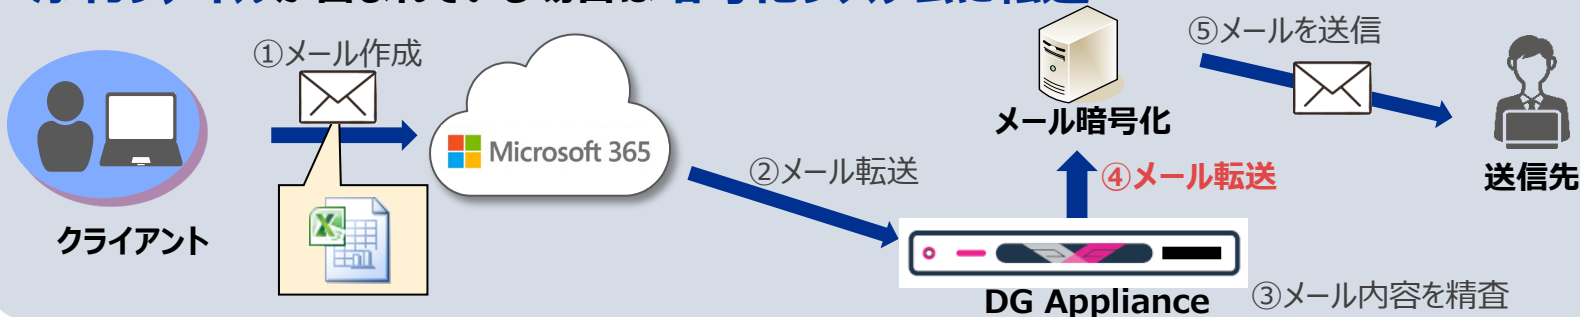 ①メール作成
⑤メールを送信
メール暗号化
Microsoft 365
②メール転送
④メール転送
送信先
クライアント
DG Appliance
③メール内容を精査